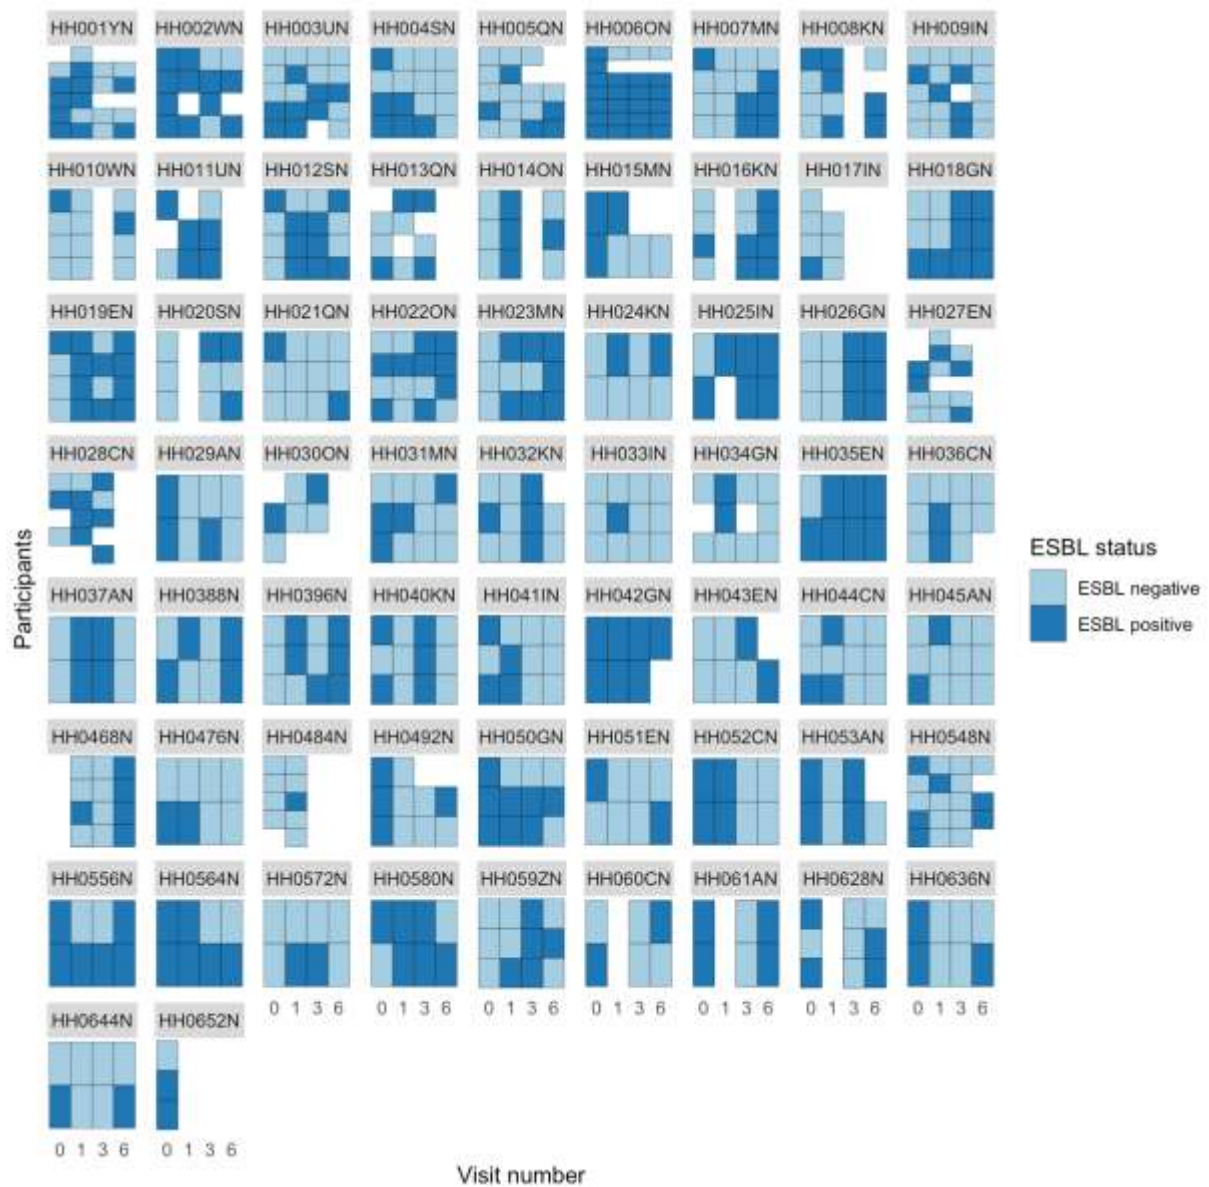 HH001YN HH002WN HH003UN HH004SN HH005QN HH006ON HH007MN HH008KN HH009IN
HH010WN HH011UN HH012SN HH013QN HH014ON HH015MN HH016KN HH017IN HH018GN
HH019EN HH020SN HH021QN HH022ON HH023MN HH024KN HH025IN HH026GN HH027EN
HH028CN HH029AN HH030ON HH031MN HH032KN HH033IN HH034GN HH035EN HH036CN
Participants
ESBL status
ESBL negative
ESBL positive
HH037AN HH0388N HH0396N HH040KN HH041IN HH042GN HH043EN HH044CN HH045AN
HH0468N HH0476N HH0484N HH0492N HH050GN HH051EN HH052CN HH053AN HH0548N
HH0556N HH0564N HH0572N HH0580N HH059ZN HH060CN HH061AN HH0628N HH0636N
0 1 3 6 0 1 3 6 0 1 3 6 0 1 3 6 0 1 3 6 0 1 3 6 0 1 3 6
HH0644N HH0652N
0 1 3 6 0 1 3 6
Visit number